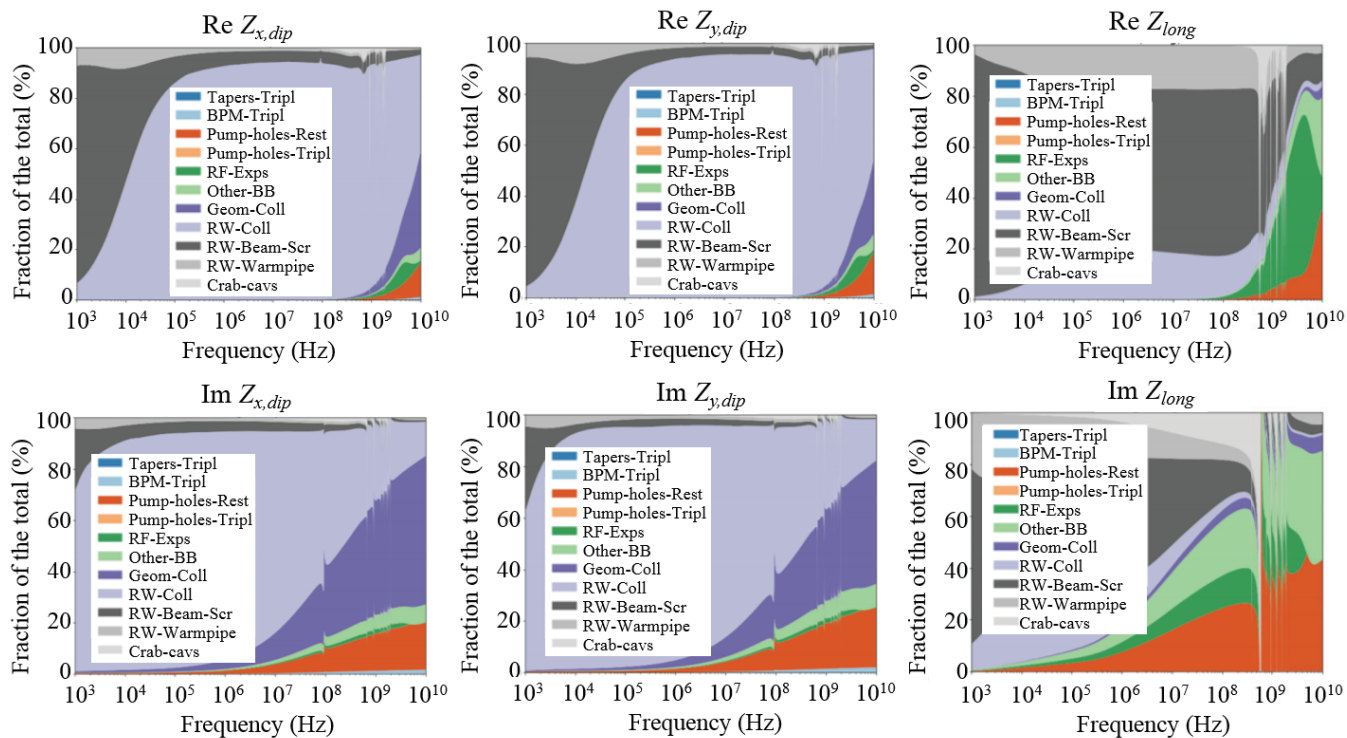 Re Z_{x,dip}
Fraction of the total (%)
100
80
60
40
20
0
Tapers-Tripl
BPM-Tripl
Pump-holes-Rest
Pump-holes-Tripl
RF-Exps
Other-BB
Geom-Coll
RW-Coll
RW-Beam-Scr
RW-Warmpipe
Crab-cavs
10^3 10^4 10^5 10^6 10^7 10^8 10^9 10^10
Frequency (Hz)
Re Z_{y,dip}
Fraction of the total (%)
100
80
60
40
20
0
Tapers-Tripl
BPM-Tripl
Pump-holes-Rest
Pump-holes-Tripl
RF-Exps
Other-BB
Geom-Coll
RW-Coll
RW-Beam-Scr
RW-Warmpipe
Crab-cavs
10^3 10^4 10^5 10^6 10^7 10^8 10^9 10^10
Frequency (Hz)
Re Z_{long}
Fraction of the total (%)
100
80
60
40
20
0
Tapers-Tripl
BPM-Tripl
Pump-holes-Rest
Pump-holes-Tripl
RF-Exps
Other-BB
Geom-Coll
RW-Coll
RW-Beam-Scr
RW-Warmpipe
Crab-cavs
10^3 10^4 10^5 10^6 10^7 10^8 10^9 10^10
Frequency (Hz)
Im Z_{x,dip}
Fraction of the total (%)
100
80
60
40
20
0
Tapers-Tripl
BPM-Tripl
Pump-holes-Rest
Pump-holes-Tripl
RF-Exps
Other-BB
Geom-Coll
RW-Coll
RW-Beam-Scr
RW-Warmpipe
Crab-cavs
10^3 10^4 10^5 10^6 10^7 10^8 10^9 10^10
Frequency (Hz)
Im Z_{y,dip}
Fraction of the total (%)
100
80
60
40
20
0
Tapers-Tripl
BPM-Tripl
Pump-holes-Rest
Pump-holes-Tripl
RF-Exps
Other-BB
Geom-Coll
RW-Coll
RW-Beam-Scr
RW-Warmpipe
Crab-cavs
10^3 10^4 10^5 10^6 10^7 10^8 10^9 10^10
Frequency (Hz)
Im Z_{long}
Fraction of the total (%)
100
80
60
40
20
0
Tapers-Tripl
BPM-Tripl
Pump-holes-Rest
Pump-holes-Tripl
RF-Exps
Other-BB
Geom-Coll
RW-Coll
RW-Beam-Scr
RW-Warmpipe
Crab-cavs
10^3 10^4 10^5 10^6 10^7 10^8 10^9 10^10
Frequency (Hz)